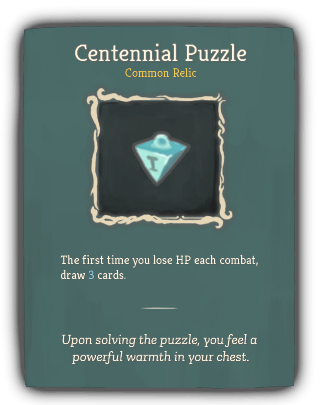 Centennial Puzzle
Common Relic
I
The first time you lose HP each combat,
draw 3 cards.
Upon solving the puzzle, you feel a
powerful warmth in your chest.